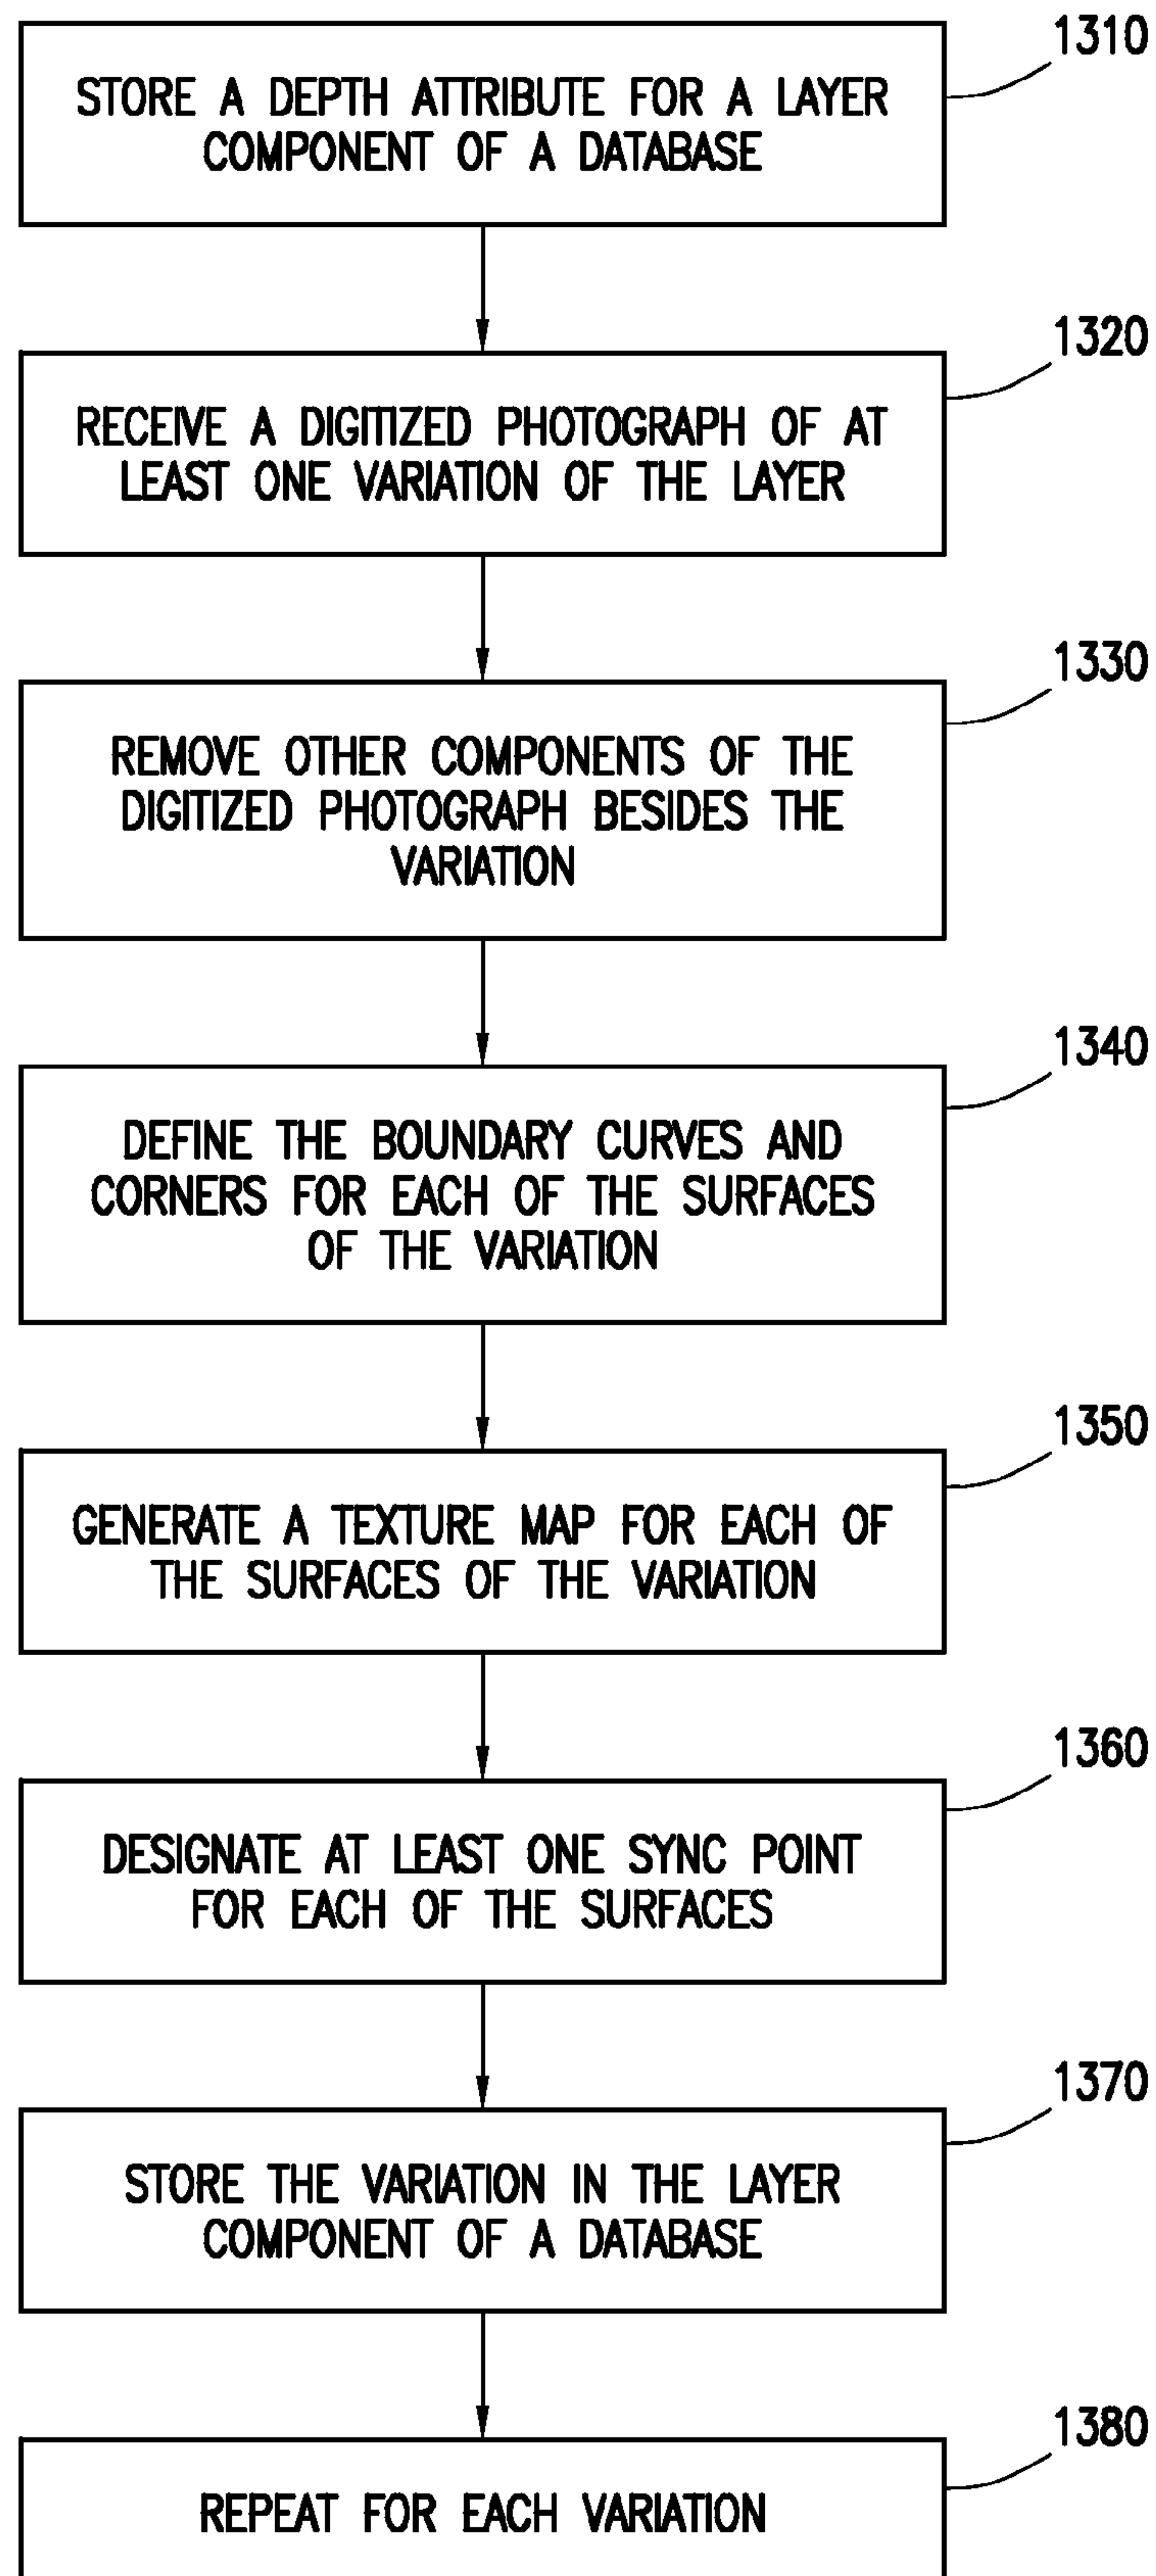 1310
STORE A DEPTH ATTRIBUTE FOR A LAYER
COMPONENT OF A DATABASE
1320
RECEIVE A DIGITIZED PHOTOGRAPH OF AT
LEAST ONE VARIATION OF THE LAYER
1330
REMOVE OTHER COMPONENTS OF THE
DIGITIZED PHOTOGRAPH BESIDES THE
VARIATION
1340
DEFINE THE BOUNDARY CURVES AND
CORNERS FOR EACH OF THE SURFACES
OF THE VARIATION
1350
GENERATE A TEXTURE MAP FOR EACH OF
THE SURFACES OF THE VARIATION
1360
DESIGNATE AT LEAST ONE SYNC POINT
FOR EACH OF THE SURFACES
1370
STORE THE VARIATION IN THE LAYER
COMPONENT OF A DATABASE
1380
REPEAT FOR EACH VARIATION